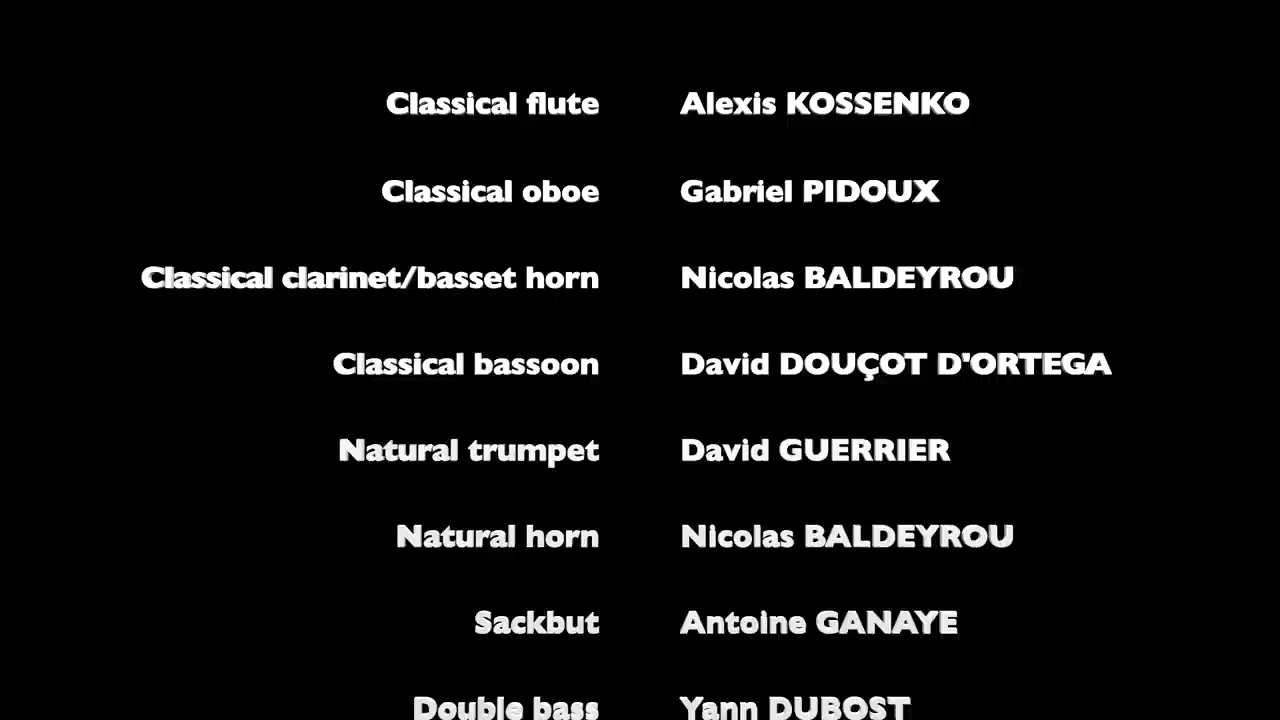 Classical flute Alexis KOSSENKO
Classical oboe Gabriel PIDOUX
Classical clarinet/basset horn Nicolas BALDEYROU
Classical bassoon David DOUÇOT D'ORTEGA
Natural trumpet David GUERRIER
Natural horn Nicolas BALDEYROU
Sackbut Antoine GANAYE
Double bass Yann DUBOST